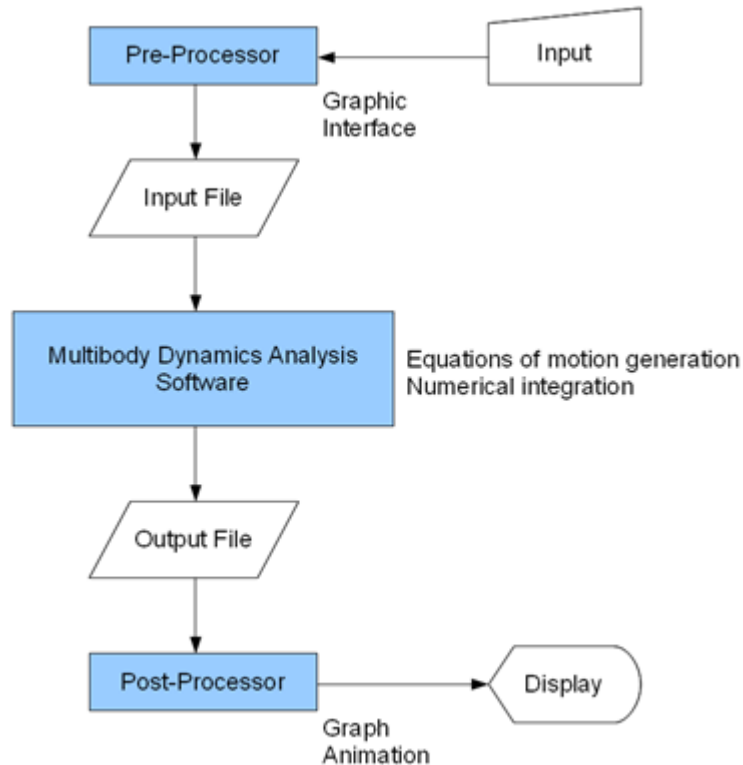 Pre-Processor
Input
Graphic
Interface
Input File
Multibody Dynamics Analysis
Software
Equations of motion generation
Numerical integration
Output File
Post-Processor
Display
Graph
Animation